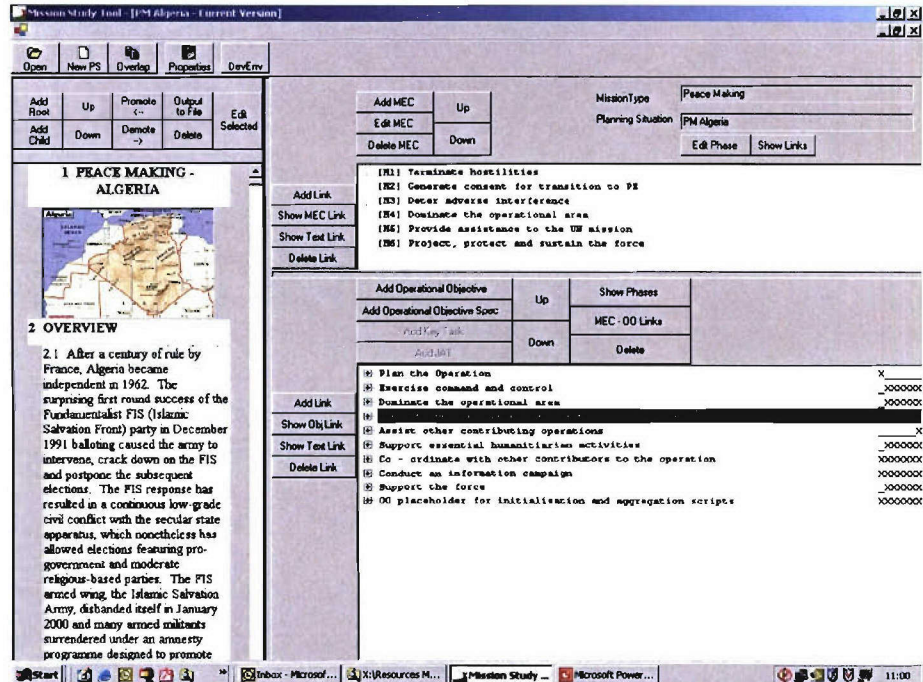 Mission Study Tool - [PM Algeria - Current Version]
Open
New PS
Overlap
Properties
DevEnv
Add Root
Up
Promote <--
Output to File
Edit Selected
Add Child
Down
Demote -->
Delete
1 PEACE MAKING -
ALGERIA
Algeria
2 OVERVIEW
2.1 After a century of rule by
France, Algeria became
independent in 1962. The
surprising first round success of the
Fundamentalist FIS (Islamic
Salvation Front) party in December
1991 balloting caused the army to
intervene, crack down on the FIS
and postpone the subsequent
elections. The FIS response has
resulted in a continuous low-grade
civil conflict with the secular state
apparatus, which nonetheless has
allowed elections featuring pro-
government and moderate
religious-based parties. The FIS
armed wing, the Islamic Salvation
Army, disbanded itself in January
2000 and many armed militants
surrendered under an amnesty
programme designed to promote
Add MEC
Edit MEC
Delete MEC
Up
Down
MissionType
Peace Making
Planning Situation
PM Algeria
Edit Phase
Show Links
Add Link
Show MEC Link
Show Text Link
Delete Link
[M1] Terminate hostilities
[M2] Generate consent for transition to PE
[M3] Deter adverse interference
[M4] Dominate the operational area
[M5] Provide assistance to the UN mission
[M6] Project, protect and sustain the force
Add Operational Objective
Add Operational Objective Spec
Add Key Task
Up
Down
Show Phases
MEC - OO Links
Delete
Add Link
Show Obj Link
Show Text Link
Delete Link
Plan the Operation X______
Exercise command and control _XXXXXX
Dominate the operational area XXXXXXX
Assist other contributing operations ______X
Support essential humanitarian activities _XXXXXX
Co - ordinate with other contributors to the operation XXXXXXX
Conduct an information campaign XXXXXXX
Support the force _XXXXXX
OO placeholder for initialisation and aggregation scripts XXXXXXX
Start
Inbox - Microsof...
X:\Resources M...
Mission Study ...
Microsoft Power...
11:00